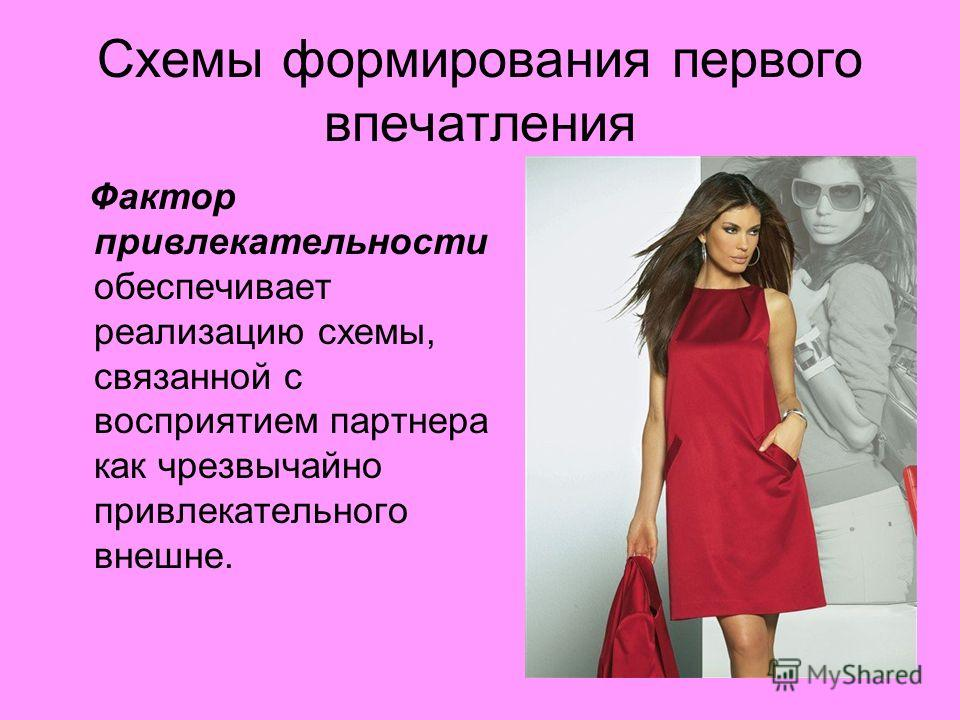 Схемы формирования первого
впечатления
Фактор
привлекательности
обеспечивает
реализацию схемы,
связанной с
восприятием партнера
как чрезвычайно
привлекательного
внешне.
MyShared